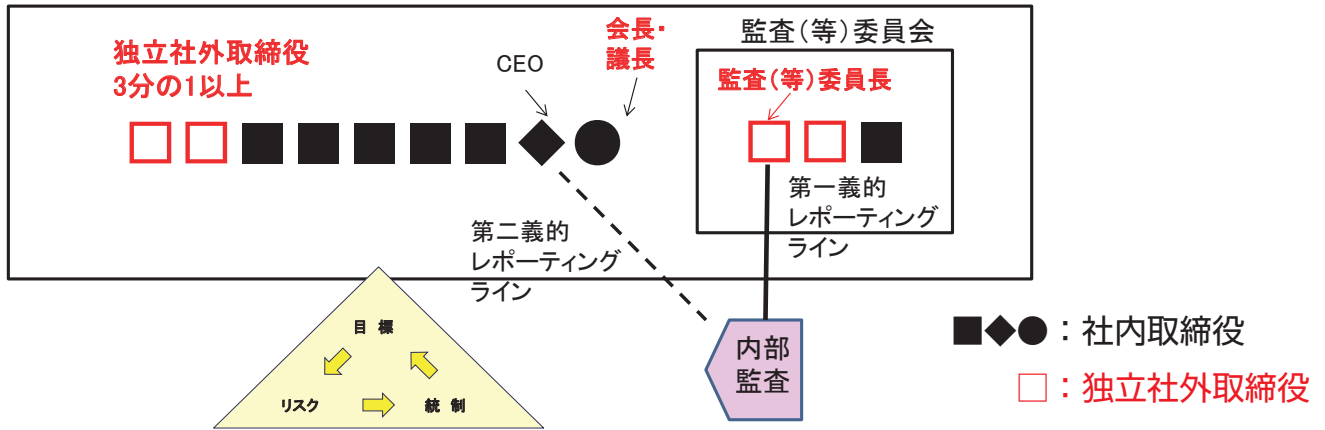 独立社外取締役
3分の1以上
CEO
会長・
議長
監査(等)委員会
監査(等)委員長
第一義的
レポーティング
ライン
第二義的
レポーティング
ライン
目 標
リスク
統 制
内部
監査
■◆●:社内取締役
□:独立社外取締役